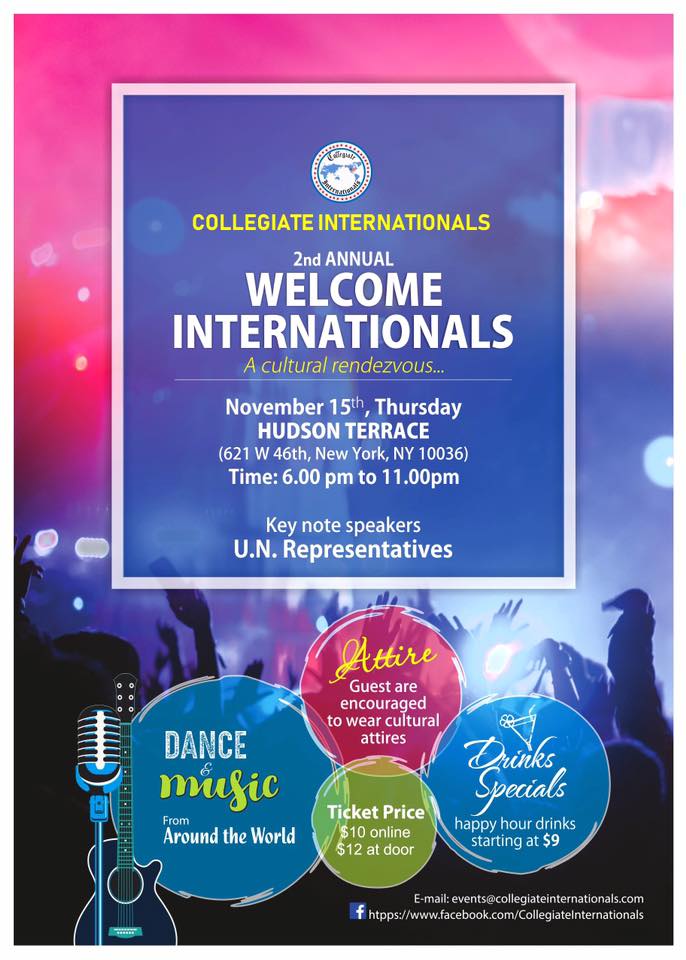 Collegiate
Internationals
COLLEGIATE INTERNATIONALS
2nd ANNUAL
WELCOME
INTERNATIONALS
A cultural rendezvous...
November 15th, Thursday
HUDSON TERRACE
(621 W 46th, New York, NY 10036)
Time: 6.00 pm to 11.00pm
Key note speakers
U.N. Representatives
Attire
Guest are
encouraged
to wear cultural
attires
DANCE
&
music
From
Around the World
Ticket Price
$10 online
$12 at door
Drinks
Specials
happy hour drinks
starting at $9
E-mail: events@collegiateinternationals.com
f htpps://www.facebook.com/CollegiateInternationals